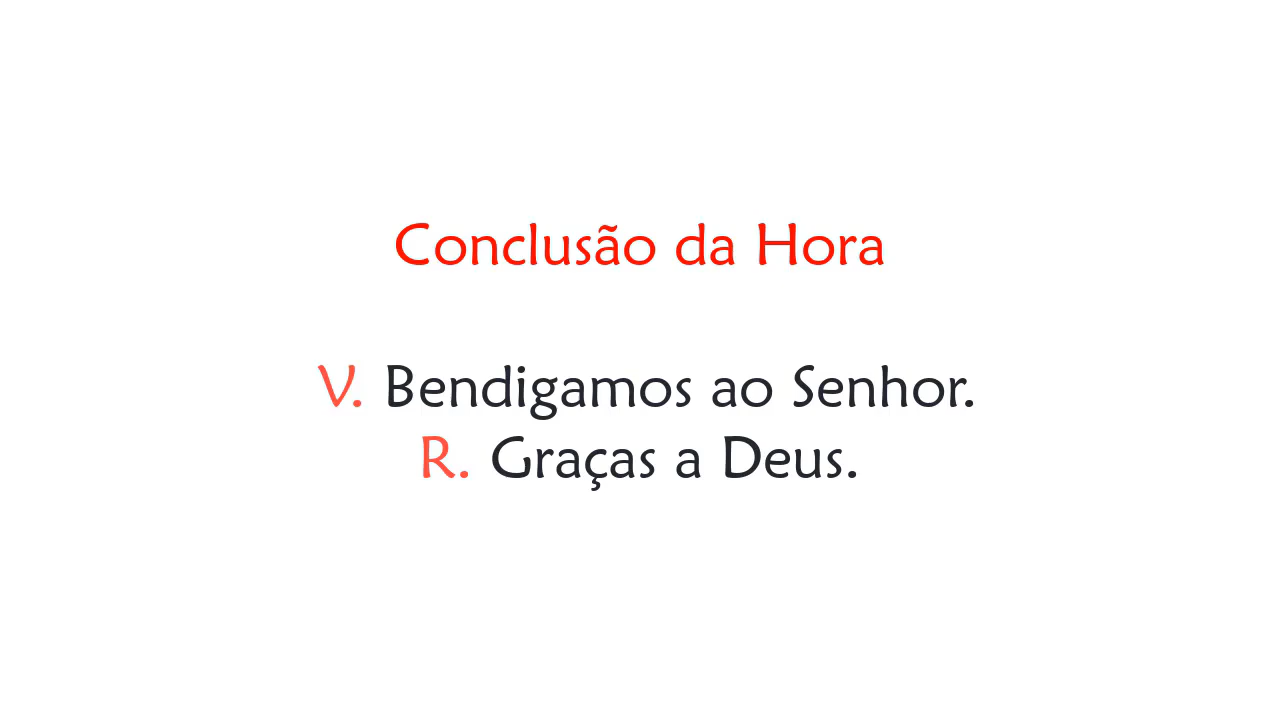 Conclusão da Hora
V. Bendigamos ao Senhor.
R. Graças a Deus.